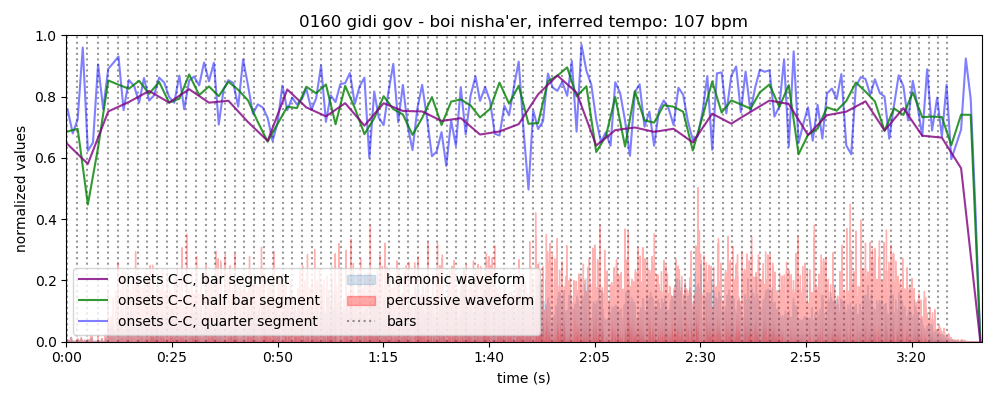 0160 gidi gov - boi nisha'er, inferred tempo: 107 bpm
normalized values
1.0
0.8
0.6
0.4
0.2
0.0
onsets C-C, bar segment
onsets C-C, half bar segment
onsets C-C, quarter segment
harmonic waveform
percussive waveform
bars
0:00 0:25 0:50 1:15 1:40 2:05 2:30 2:55 3:20
time (s)